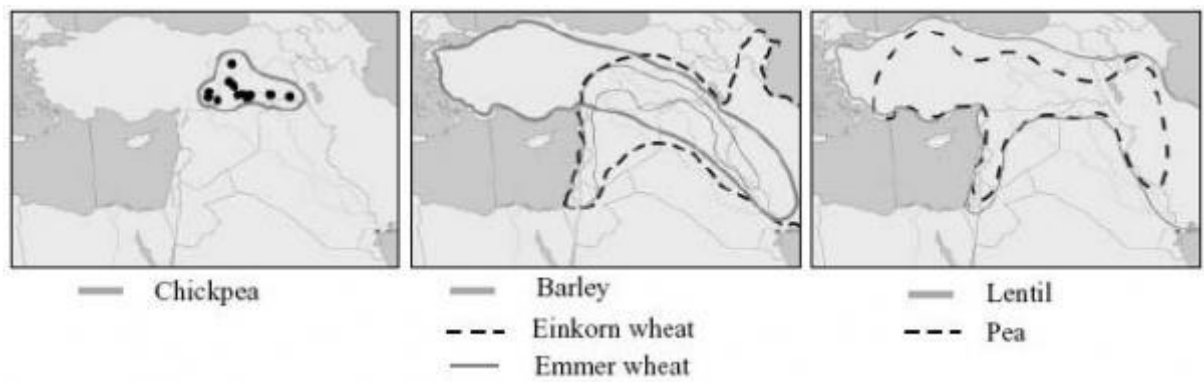 Chickpea
Barley
Einkorn wheat
Emmer wheat
Lentil
Pea